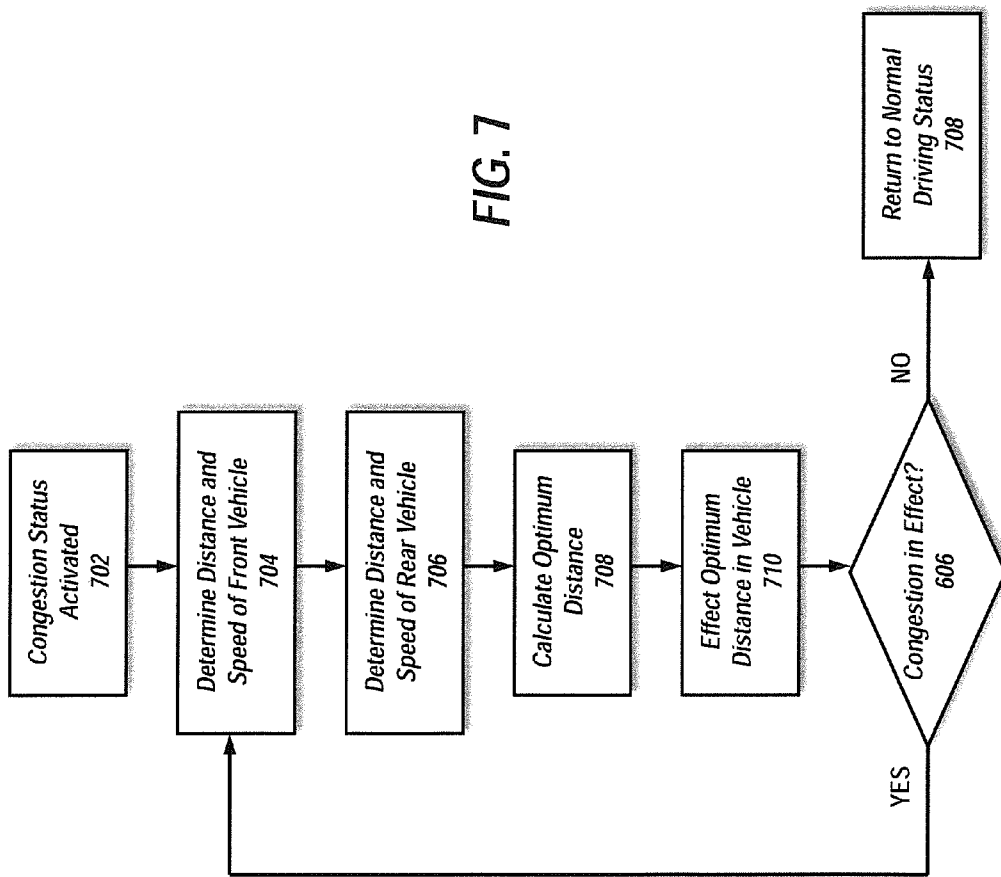 Congestion Status
Activated
702
Determine Distance and
Speed of Front Vehicle
704
Determine Distance and
Speed of Rear Vehicle
706
Calculate Optimum
Distance
708
Effect Optimum
Distance in Vehicle
710
Congestion in Effect?
606
YES
NO
Return to Normal
Driving Status
708
FIG. 7